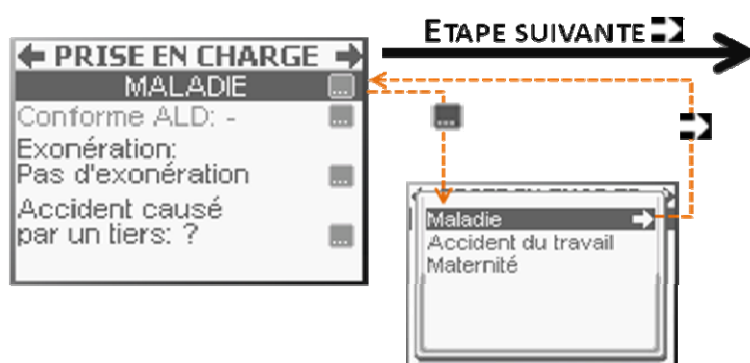 ETAPE SUIVANTE
PRISE EN CHARGE
MALADIE
Conforme ALD: -
Exonération:
Pas d'exonération
Accident causé
par un tiers: ?
Maladie
Accident du travail
Maternité